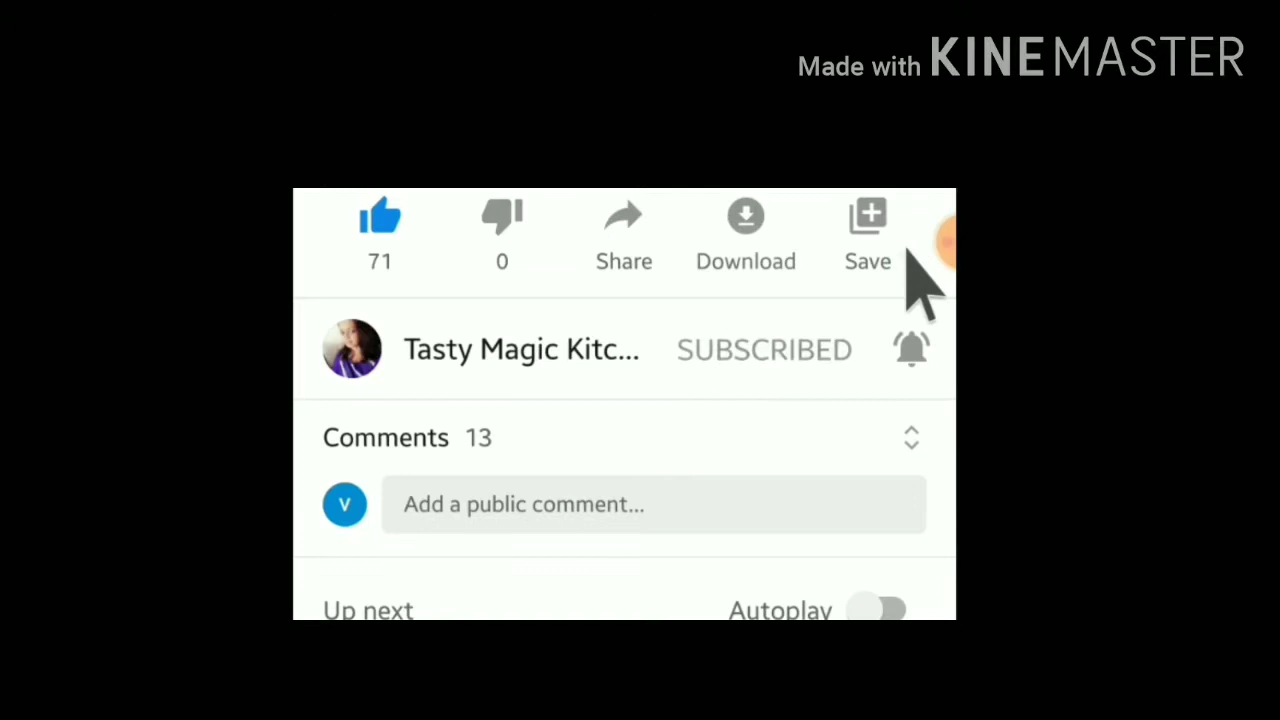 Made with KINEMASTER
71 0 Share Download Save
Tasty Magic Kitc... SUBSCRIBED
Comments 13
V Add a public comment...
Up next Autoplay